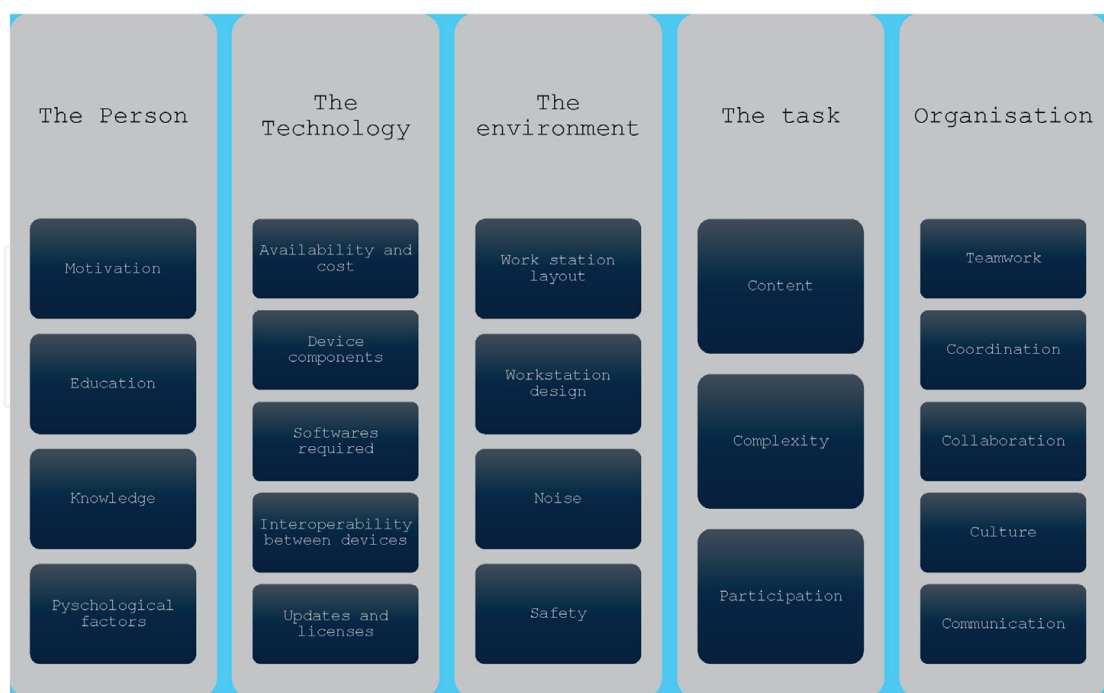 The Person
Motivation
Education
Knowledge
Pyschological
factors
The
Technology
Availability and
cost
Device
components
Softwares
required
Interoperability
between devices
Updates and
licenses
The
environment
Work station
layout
Workstation
design
Noise
Safety
The task
Content
Complexity
Participation
Organisation
Teamwork
Coordination
Collaboration
Culture
Communication